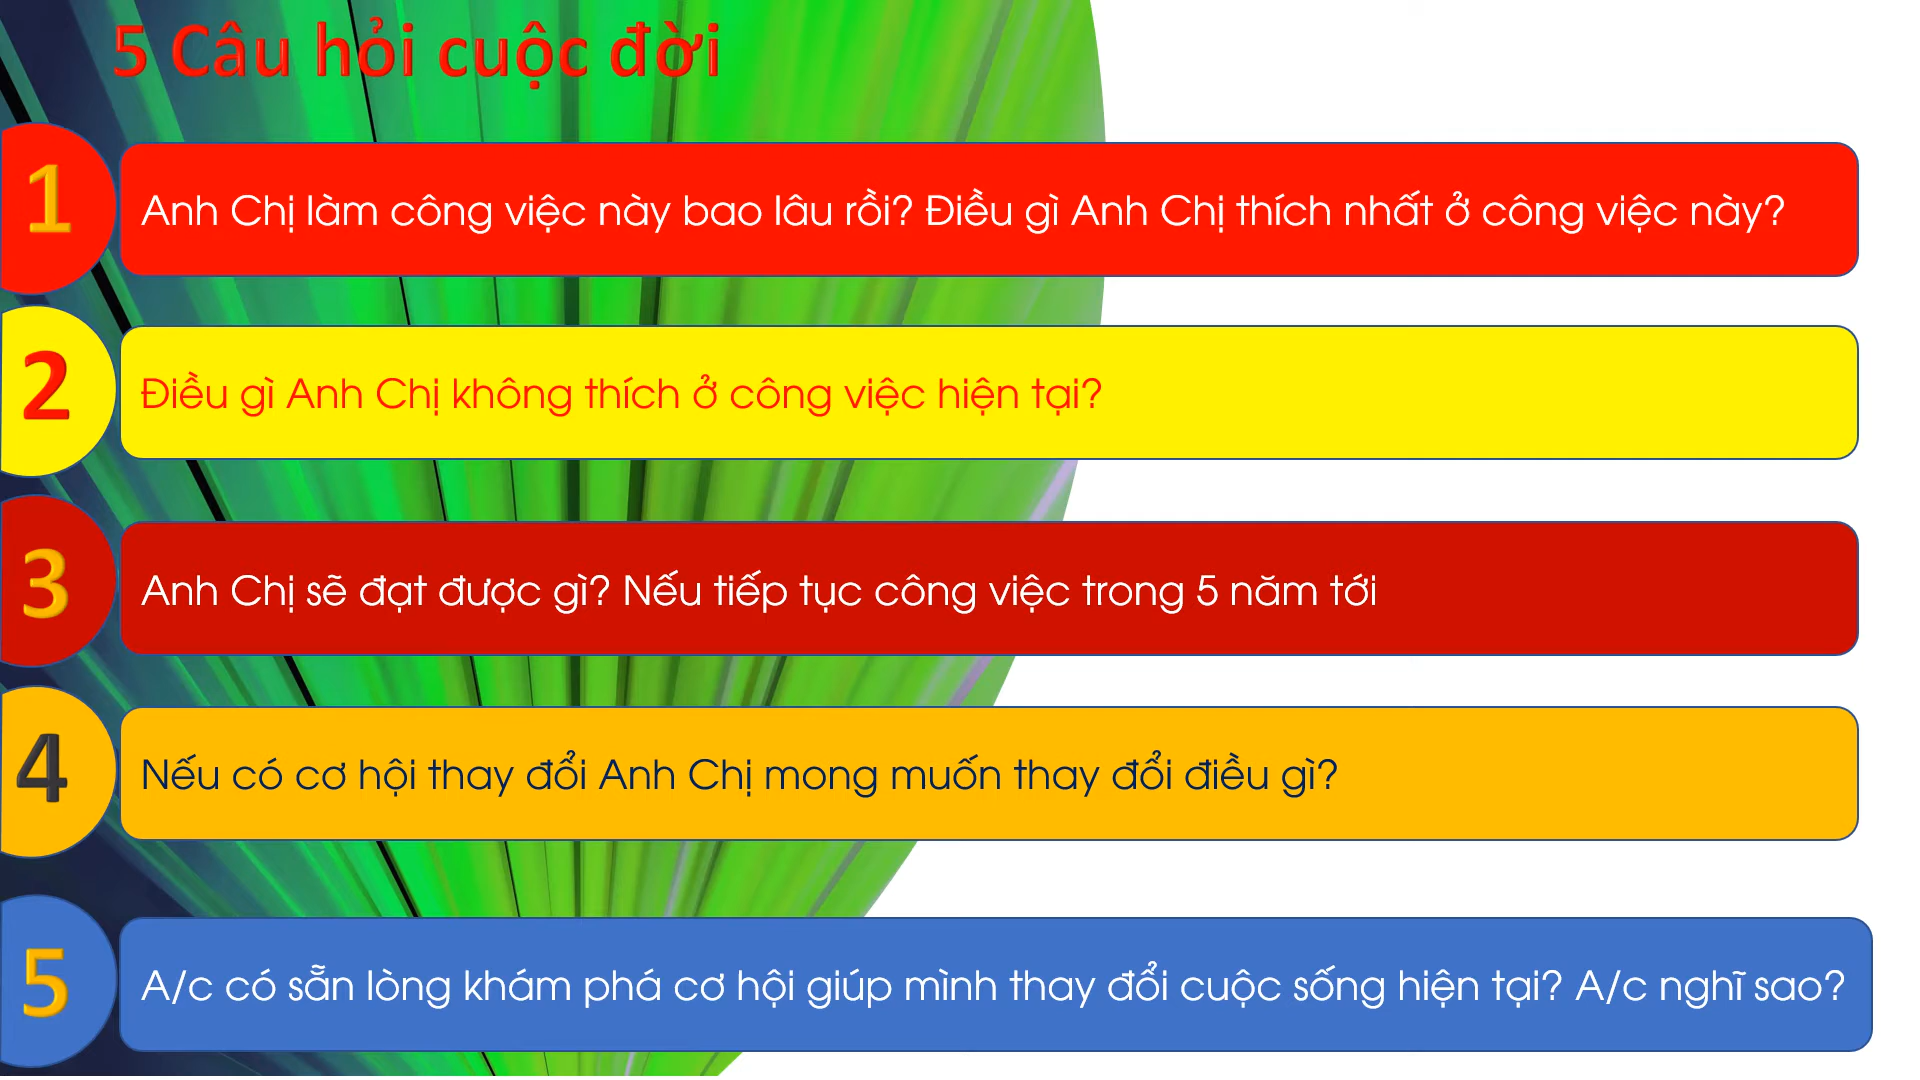 5 Câu hỏi cuộc đời
1
Anh Chị làm công việc này bao lâu rồi? Điều gì Anh Chị thích nhất ở công việc này?
2
Điều gì Anh Chị không thích ở công việc hiện tại?
3
Anh Chị sẽ đạt được gì? Nếu tiếp tục công việc trong 5 năm tới
4
Nếu có cơ hội thay đổi Anh Chị mong muốn thay đổi điều gì?
5
A/c có sẵn lòng khám phá cơ hội giúp mình thay đổi cuộc sống hiện tại? A/c nghĩ sao?